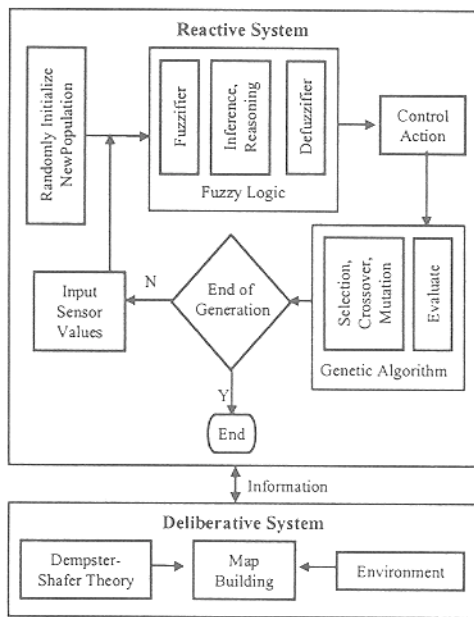 Reactive System
Randomly Initialize
NewPopulation
Fuzzifier
Inference,
Reasoning
Defuzzifier
Fuzzy Logic
Control
Action
Input
Sensor
Values
N
End of
Generation
Y
End
Selection,
Crossover,
Mutation
Evaluate
Genetic Algorithm
Information
Deliberative System
Dempster-
Shafer Theory
Map
Building
Environment